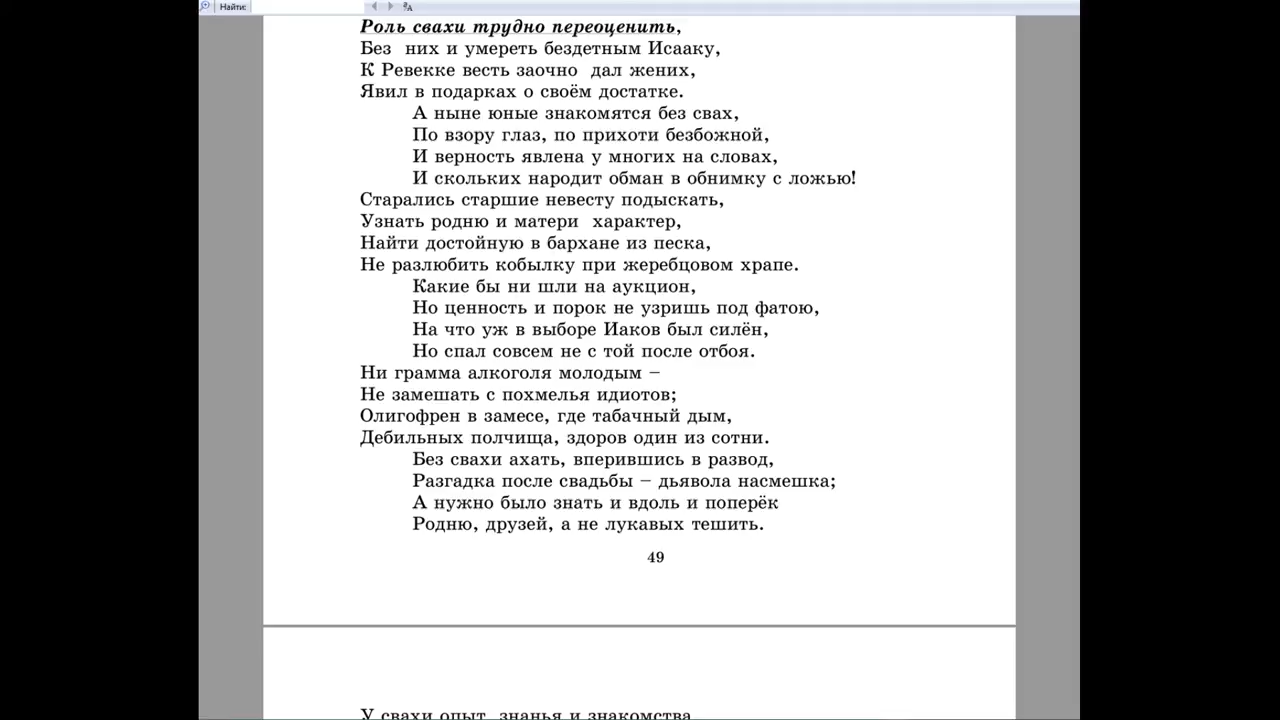 Найти:
Роль свахи трудно переоценить,
Без них и умереть бездетным Исааку,
К Ревекке весть заочно дал жених,
Явил в подарках о своём достатке.
А ныне юные знакомятся без свах,
По взору глаз, по прихоти безбожной,
И верность явлена у многих на словах,
И скольких народит обман в обнимку с ложью!
Старались старшие невесту подыскать,
Узнать родню и матери характер,
Найти достойную в бархане из песка,
Не разлюбить кобылку при жеребцовом храпе.
Какие бы ни шли на аукцион,
Но ценность и порок не узришь под фатою,
На что уж в выборе Иаков был силён,
Но спал совсем не с той после отбоя.
Ни грамма алкоголя молодым –
Не замешать с похмелья идиотов;
Олигофрен в замесе, где табачный дым,
Дебильных полчища, здоров один из сотни.
Без свахи ахать, вперившись в развод,
Разгадка после свадьбы – дьявола насмешка;
А нужно было знать и вдоль и поперёк
Родню, друзей, а не лукавых тешить.
49
У свахи опыт, знанья и знакомства